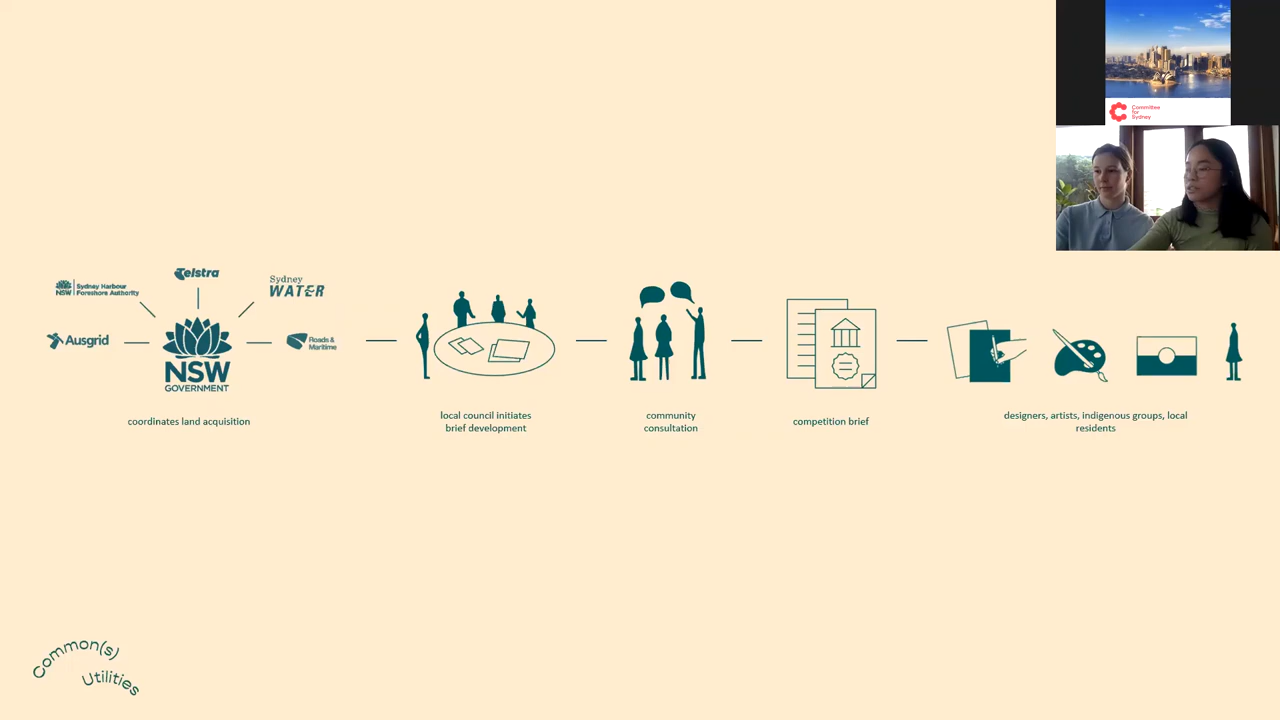 Committee
for
Sydney
Telstra
Sydney
WATER
NSW
Sydney Harbour
Foreshore Authority
Ausgrid
Roads &
Maritime
NSW
GOVERNMENT
coordinates land acquisition
local council initiates
brief development
community
consultation
competition brief
designers, artists, indigenous groups, local
residents
Common(s)
Utilities